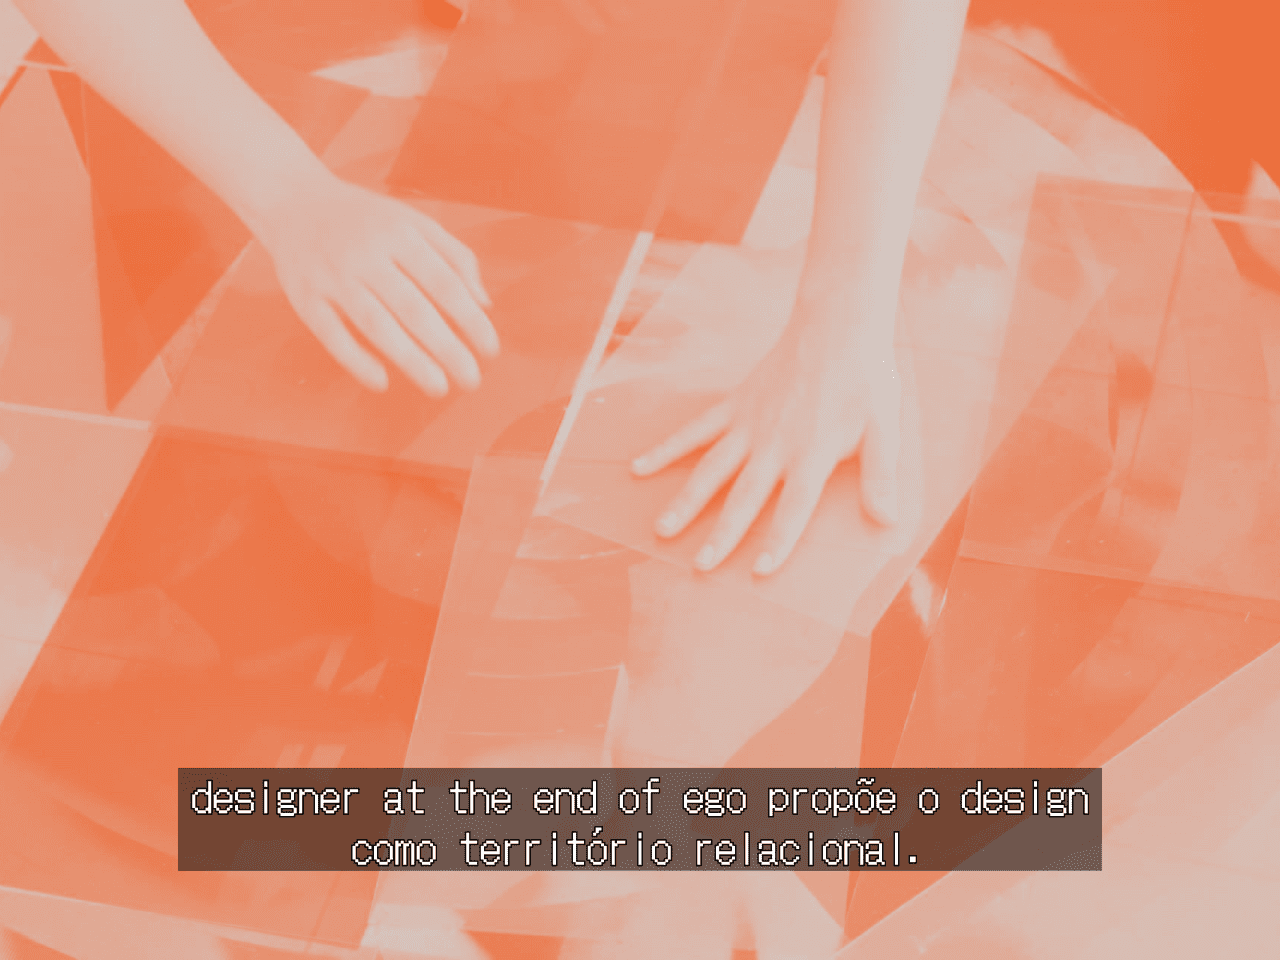 designer at the end of ego propõe o design
como território relacional.